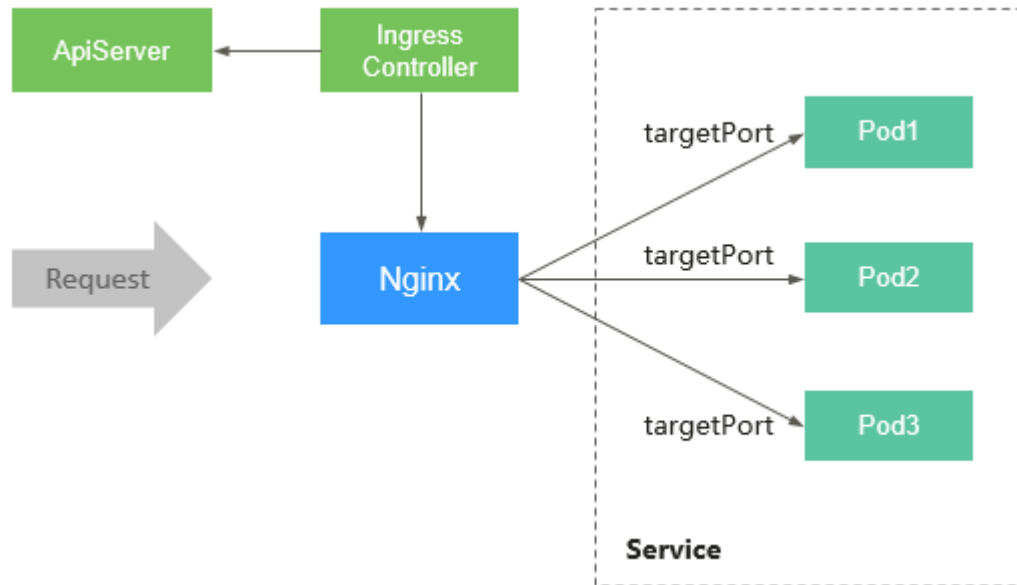 ApiServer
Ingress
Controller
targetPort
Pod1
Request
Nginx
targetPort
Pod2
targetPort
Pod3
Service